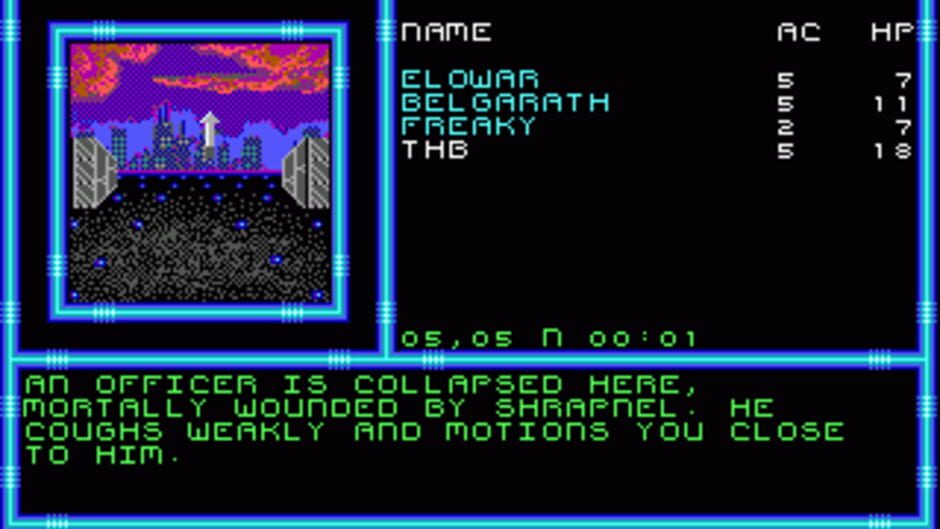 NAME AC HP
ELOWAR 5 7
BELGARATH 5 11
FREAKY 2 7
THB 5 18
05,05 N 00:01
AN OFFICER IS COLLAPSED HERE,
MORTALLY WOUNDED BY SHRAPNEL. HE
COUGHS WEAKLY AND MOTIONS YOU CLOSE
TO HIM.